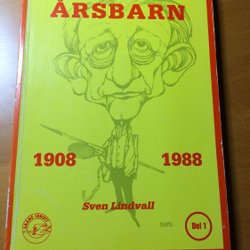 ÅRSBARN
1908 1988
Sven Lindvall
Del 1